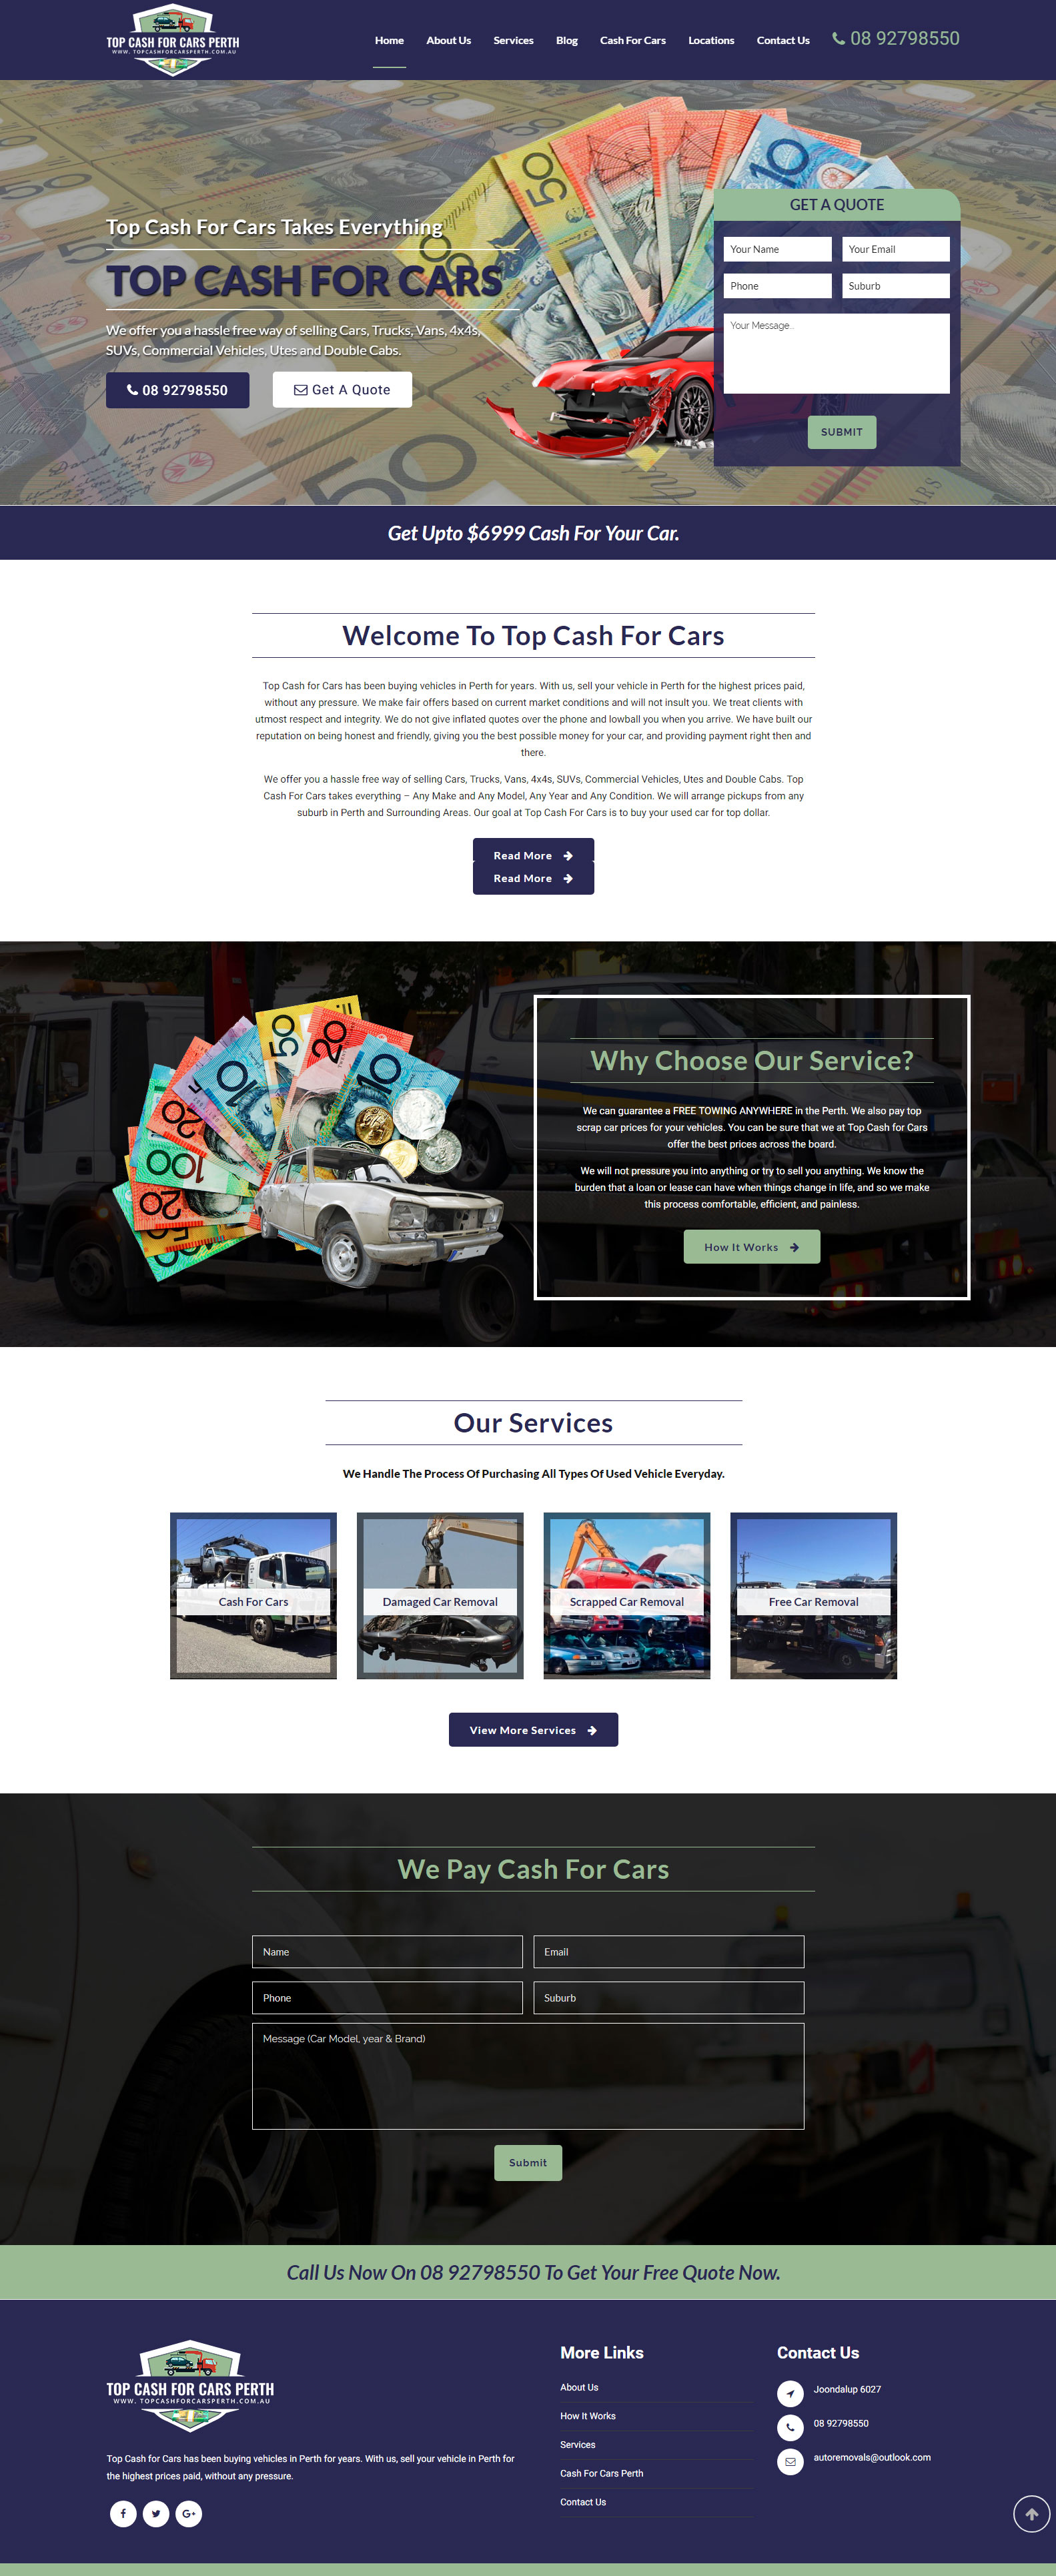 TOP CASH FOR CARS PERTH
WWW. TOPCASHFORCARSPERTH.COM.AU
Home
About Us
Services
Blog
Cash For Cars
Locations
Contact Us
08 92798550
Top Cash For Cars Takes Everything
TOP CASH FOR CARS
We offer you a hassle free way of selling Cars, Trucks, Vans, 4x4s,
SUVs, Commercial Vehicles, Utes and Double Cabs.
08 92798550
Get A Quote
GET A QUOTE
Your Name
Your Email
Phone
Suburb
Your Message...
SUBMIT
Get Upto $6999 Cash For Your Car.
Welcome To Top Cash For Cars
Top Cash for Cars has been buying vehicles in Perth for years. With us, sell your vehicle in Perth for the highest prices paid,
without any pressure. We make fair offers based on current market conditions and will not insult you. We treat clients with
utmost respect and integrity. We do not give inflated quotes over the phone and lowball you when you arrive. We have built our
reputation on being honest and friendly, giving you the best possible money for your car, and providing payment right then and
there.
We offer you a hassle free way of selling Cars, Trucks, Vans, 4x4s, SUVs, Commercial Vehicles, Utes and Double Cabs. Top
Cash For Cars takes everything – Any Make and Any Model, Any Year and Any Condition. We will arrange pickups from any
suburb in Perth and Surrounding Areas. Our goal at Top Cash For Cars is to buy your used car for top dollar.
Read More
Read More
Why Choose Our Service?
We can guarantee a FREE TOWING ANYWHERE in the Perth. We also pay top
scrap car prices for your vehicles. You can be sure that we at Top Cash for Cars
offer the best prices across the board.
We will not pressure you into anything or try to sell you anything. We know the
burden that a loan or lease can have when things change in life, and so we make
this process comfortable, efficient, and painless.
How It Works
Our Services
We Handle The Process Of Purchasing All Types Of Used Vehicle Everyday.
Cash For Cars
Damaged Car Removal
Scrapped Car Removal
Free Car Removal
View More Services
We Pay Cash For Cars
Name
Email
Phone
Suburb
Message (Car Model, year & Brand)
Submit
Call Us Now On 08 92798550 To Get Your Free Quote Now.
TOP CASH FOR CARS PERTH
WWW. TOPCASHFORCARSPERTH.COM.AU
Top Cash for Cars has been buying vehicles in Perth for years. With us, sell your vehicle in Perth for
the highest prices paid, without any pressure.
More Links
About Us
How It Works
Services
Cash For Cars Perth
Contact Us
Contact Us
Joondalup 6027
08 92798550
autoremovals@outlook.com